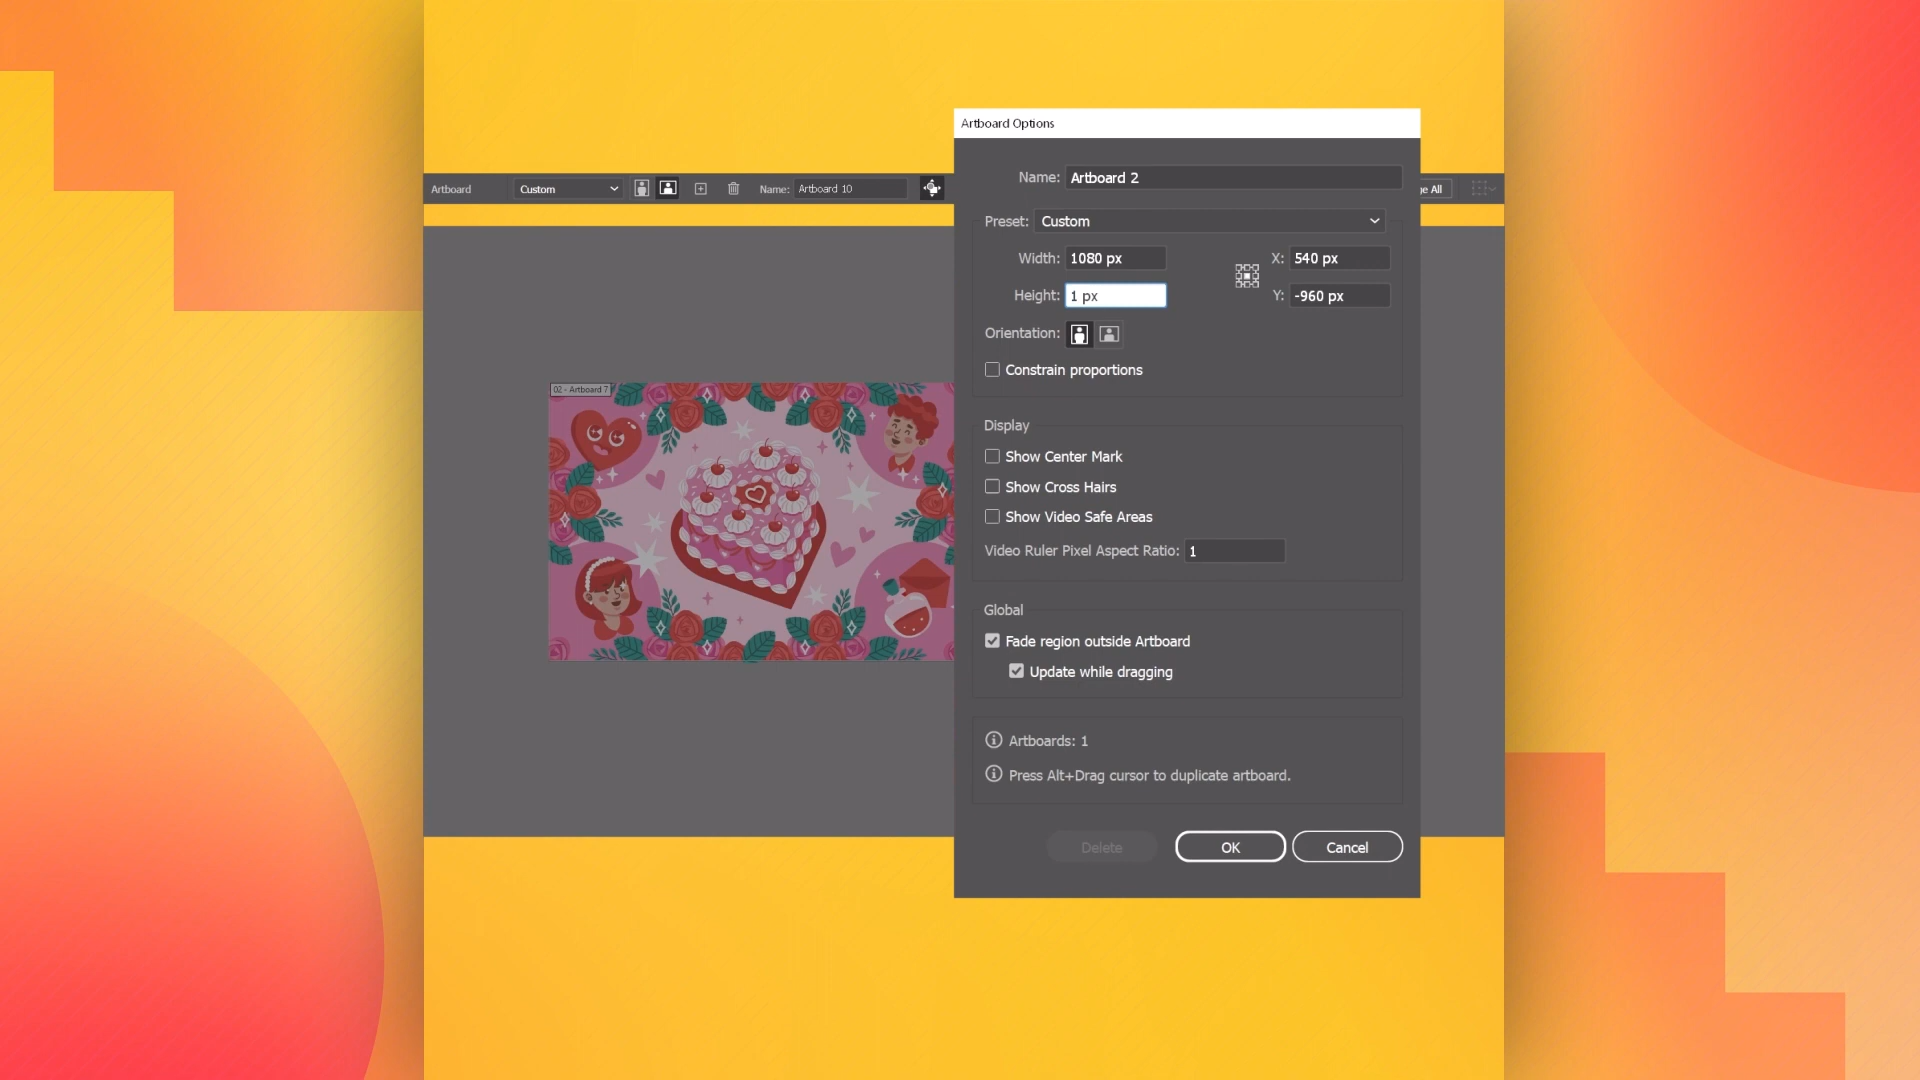 Artboard Options
Name: Artboard 2
Artboard Custom Name: Artboard 10
ge All
Preset: Custom
Width: 1080 px X: 540 px
Height: 1 px Y: -960 px
Orientation:
Constrain proportions
02 - Artboard 7
Display
Show Center Mark
Show Cross Hairs
Show Video Safe Areas
Video Ruler Pixel Aspect Ratio: 1
Global
Fade region outside Artboard
Update while dragging
Artboards: 1
Press Alt+Drag cursor to duplicate artboard.
Delete OK Cancel